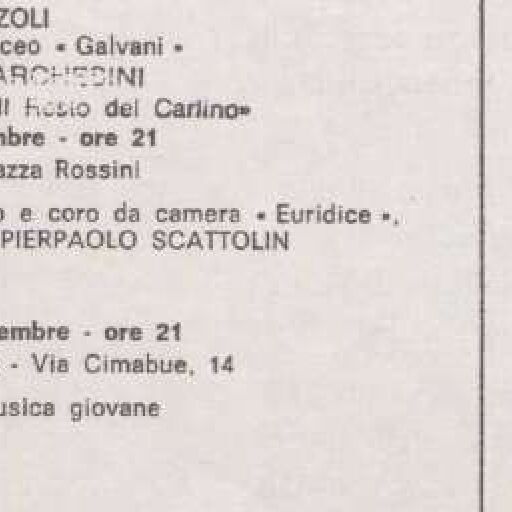 ZOLI
ceo « Galvani »
ARCHESINI
Il Resto del Carlino»
mbre - ore 21
azza Rossini
o e coro da camera « Euridice »,
PIERPAOLO SCATTOLIN
embre - ore 21
- Via Cimabue, 14
usica giovane